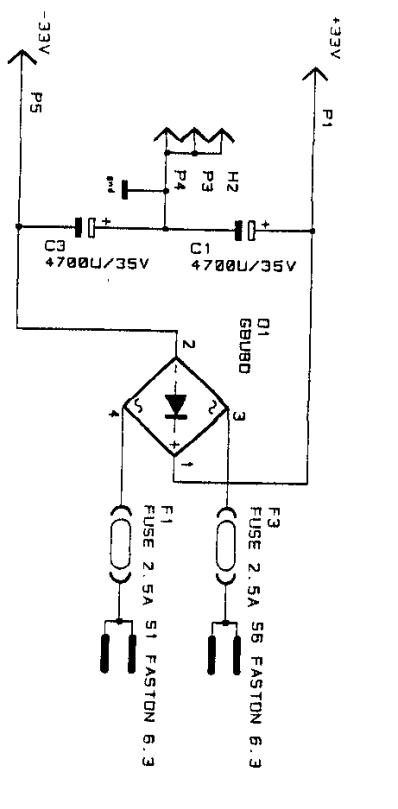 -33V
+33V
P5
P1
H2
P3
P4
gnd
+
+
C3
4700U/35V
C1
4700U/35V
D1
GBU8D
2
4
3
+
1
F1
FUSE 2.5A S1 FASTON 6.3
F3
FUSE 2.5A S6 FASTON 6.3